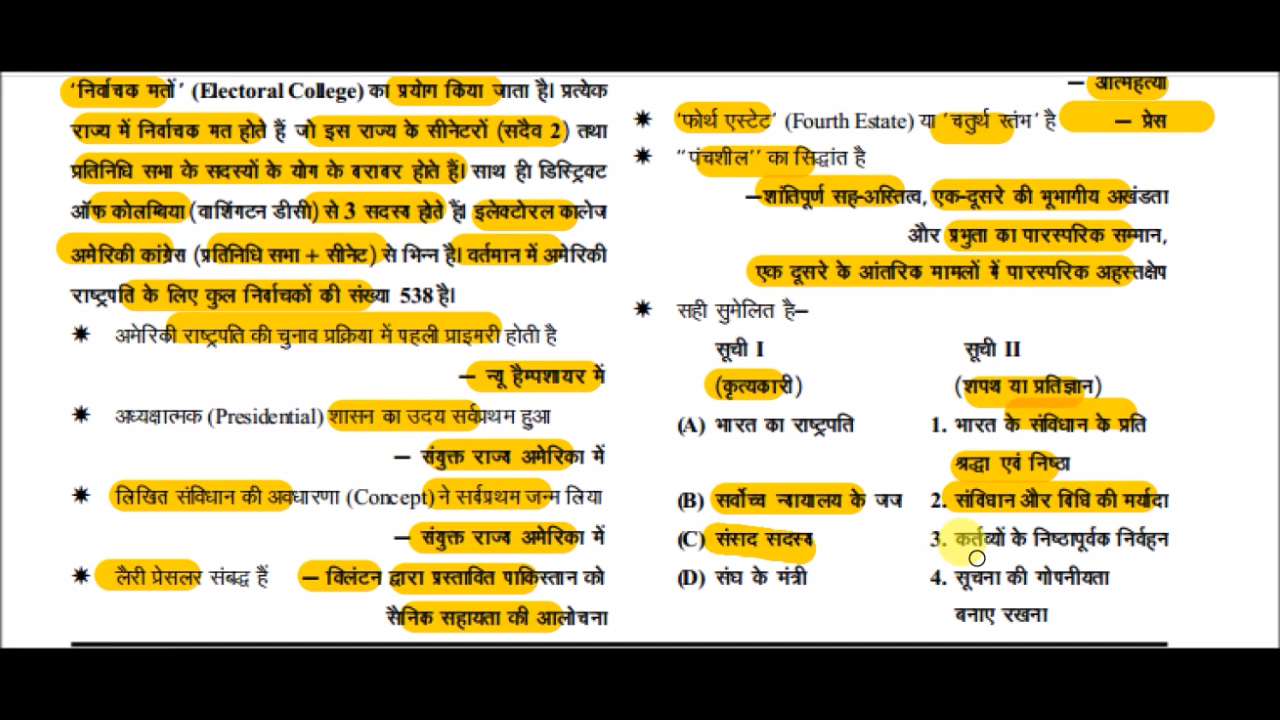 'निर्वाचक मतों' (Electoral College) का प्रयोग किया जाता है। प्रत्येक
राज्य में निर्वाचक मत होते हैं जो इस राज्य के सीनेटरों (सदैव 2) तथा
प्रतिनिधि सभा के सदस्यों के योग के बराबर होते हैं। साथ ही डिस्ट्रिक्ट
ऑफ कोलम्बिया (वाशिंगटन डीसी) से 3 सदस्य होते हैं। इलेक्टोरल कालेज
अमेरिकी कांग्रेस (प्रतिनिधि सभा + सीनेट) से भिन्न है। वर्तमान में अमेरिकी
राष्ट्रपति के लिए कुल निर्वाचकों की संख्या 538 है।
✷ अमेरिकी राष्ट्रपति की चुनाव प्रक्रिया में पहली प्राइमरी होती है
– न्यू हैम्पशायर में
✷ अध्यक्षात्मक (Presidential) शासन का उदय सर्वप्रथम हुआ
– संयुक्त राज्य अमेरिका में
✷ लिखित संविधान की अवधारणा (Concept) ने सर्वप्रथम जन्म लिया
– संयुक्त राज्य अमेरिका में
✷ लैरी प्रेसलर संबद्ध हैं – क्लिंटन द्वारा प्रस्तावित पाकिस्तान को
सैनिक सहायता की आलोचना
– आत्महत्या
✷ 'फोर्थ एस्टेट' (Fourth Estate) या 'चतुर्थ स्तंभ' है – प्रेस
✷ "पंचशील'' का सिद्धांत है
–शांतिपूर्ण सह-अस्तित्व, एक-दूसरे की भूभागीय अखंडता
और प्रभुता का पारस्परिक सम्मान,
एक दूसरे के आंतरिक मामलों में पारस्परिक अहस्तक्षेप
✷ सही सुमेलित है–
सूची I सूची II
(कृत्यकारी) (शपथ या प्रतिज्ञान)
(A) भारत का राष्ट्रपति 1. भारत के संविधान के प्रति
श्रद्धा एवं निष्ठा
(B) सर्वोच्च न्यायालय के जज 2. संविधान और विधि की मर्यादा
(C) संसद सदस्य 3. कर्तव्यों के निष्ठापूर्वक निर्वहन
(D) संघ के मंत्री 4. सूचना की गोपनीयता
बनाए रखना